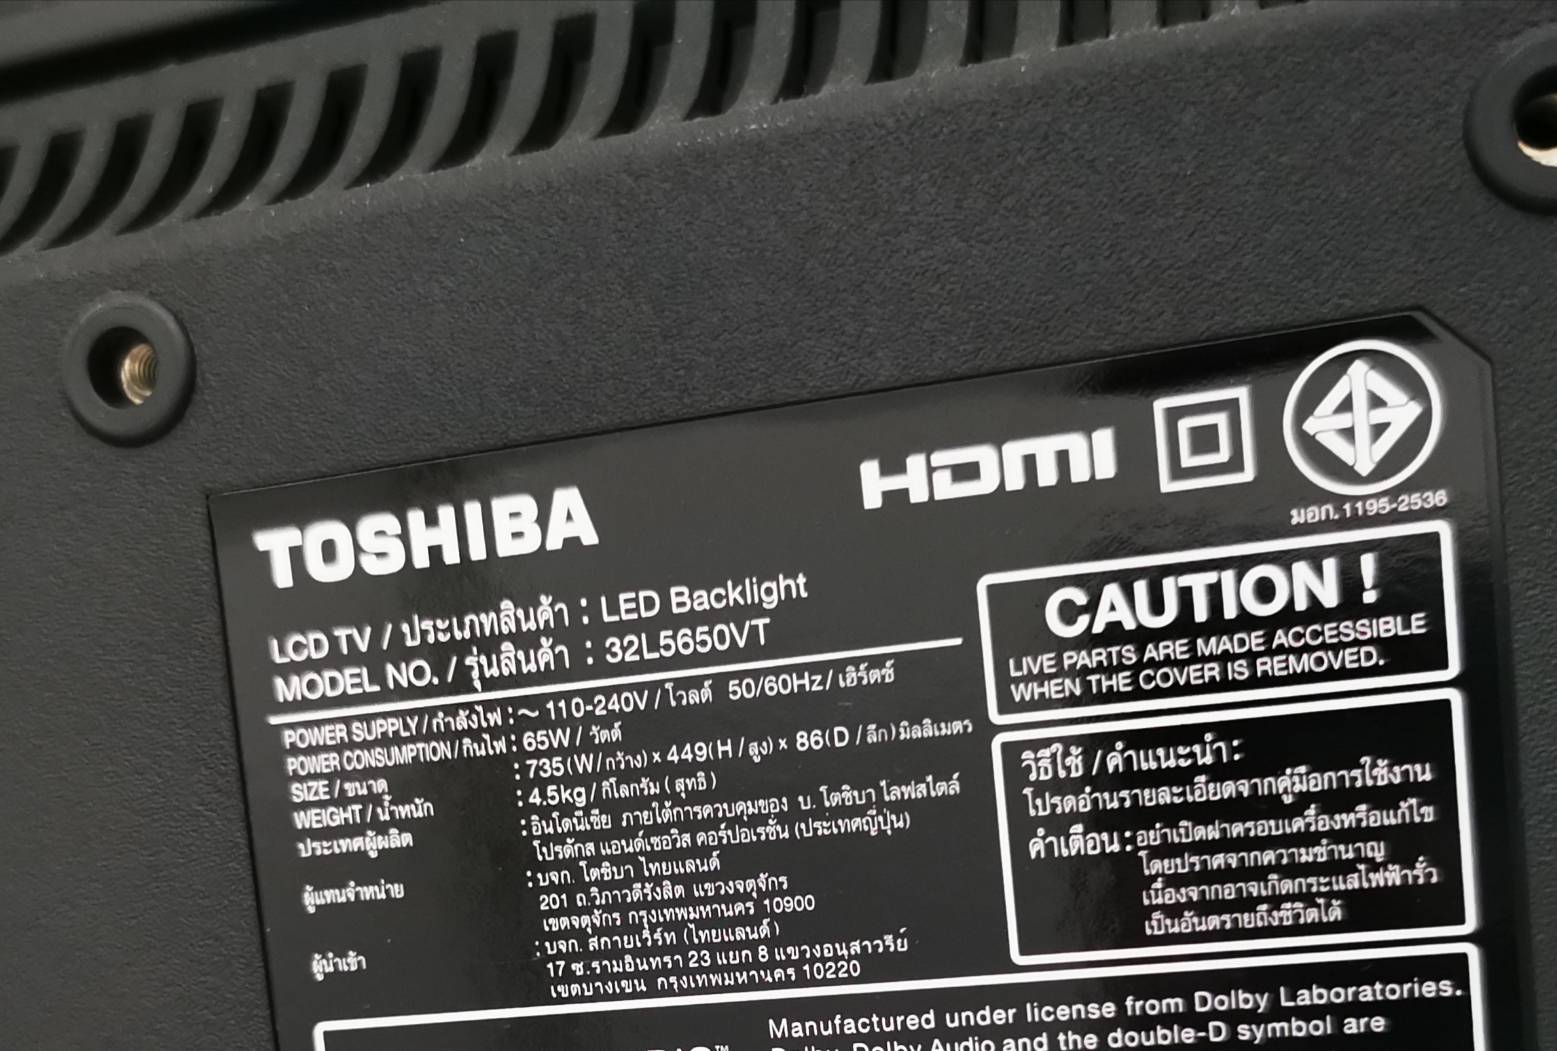 TOSHIBA
HDMI
มอก. 1195-2536
LCD TV / ประเภทสินค้า : LED Backlight
MODEL NO. / รุ่นสินค้า : 32L5650VT
POWER SUPPLY / กำลังไฟ : ~ 110-240V / โวลต์ 50/60Hz / เฮิร์ตซ์
POWER CONSUMPTION / กินไฟ : 65W / วัตต์
SIZE / ขนาด : 735 (W / กว้าง) × 449 (H / สูง) × 86 (D / ลึก) มิลลิเมตร
WEIGHT / น้ำหนัก : 4.5kg / กิโลกรัม ( สุทธิ )
ประเทศผู้ผลิต : อินโดนีเซีย ภายใต้การควบคุมของ บ. โตชิบา ไลฟสไตล์
โปรดักส แอนด์เซอวิส คอร์ปอเรชั่น (ประเทศญี่ปุ่น)
ผู้แทนจำหน่าย : บจก. โตชิบา ไทยแลนด์
201 ถ.วิภาวดีรังสิต แขวงจตุจักร
เขตจตุจักร กรุงเทพมหานคร 10900
ผู้นำเข้า : บจก. สกายเวิร์ท (ไทยแลนด์)
17 ซ.รามอินทรา 23 แยก 8 แขวงอนุสาวรีย์
เขตบางเขน กรุงเทพมหานคร 10220
CAUTION !
LIVE PARTS ARE MADE ACCESSIBLE
WHEN THE COVER IS REMOVED.
วิธีใช้ / คำแนะนำ :
โปรดอ่านรายละเอียดจากคู่มือการใช้งาน
คำเตือน : อย่าเปิดฝาครอบเครื่องหรือแก้ไข
โดยปราศจากความชำนาญ
เนื่องจากอาจเกิดกระแสไฟฟ้ารั่ว
เป็นอันตรายถึงชีวิตได้
Manufactured under license from Dolby Laboratories.
Dolby, Dolby Audio and the double-D symbol are